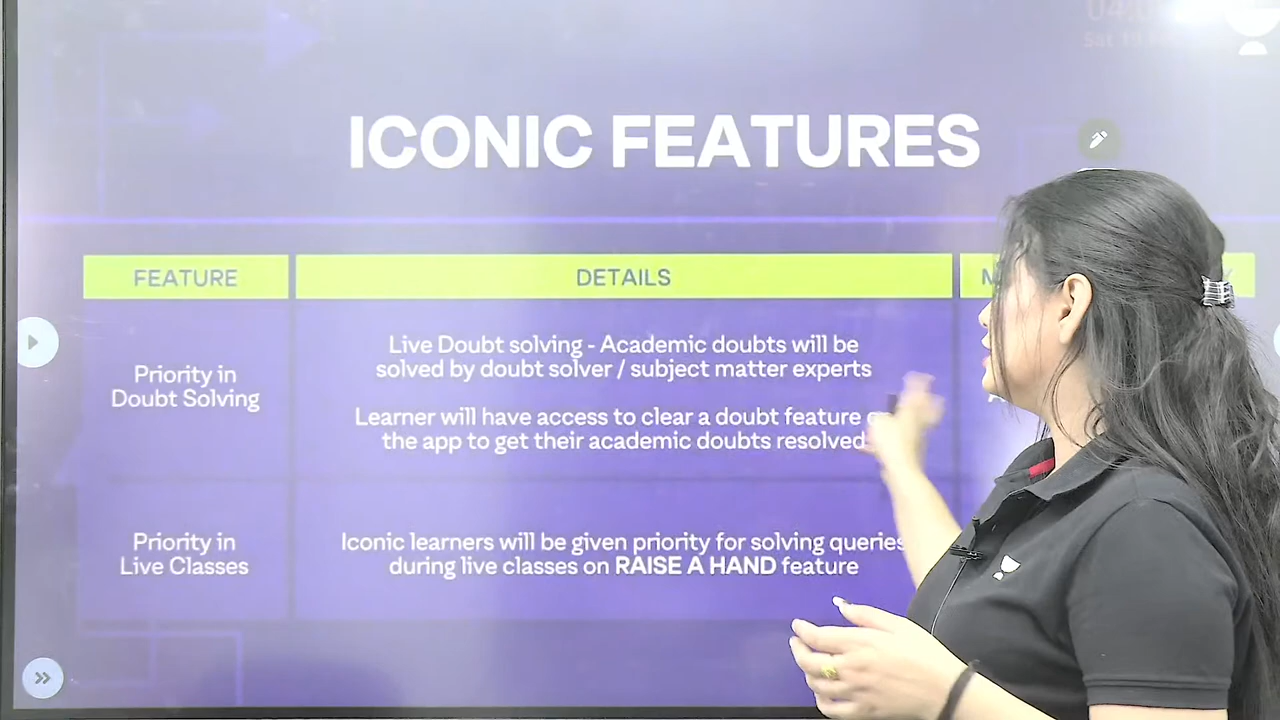 ICONIC FEATURES
FEATURE
DETAILS
Priority in
Doubt Solving
Live Doubt solving - Academic doubts will be
solved by doubt solver / subject matter experts
Learner will have access to clear a doubt feature
the app to get their academic doubts resolved
Priority in
Live Classes
Iconic learners will be given priority for solving queries
during live classes on RAISE A HAND feature